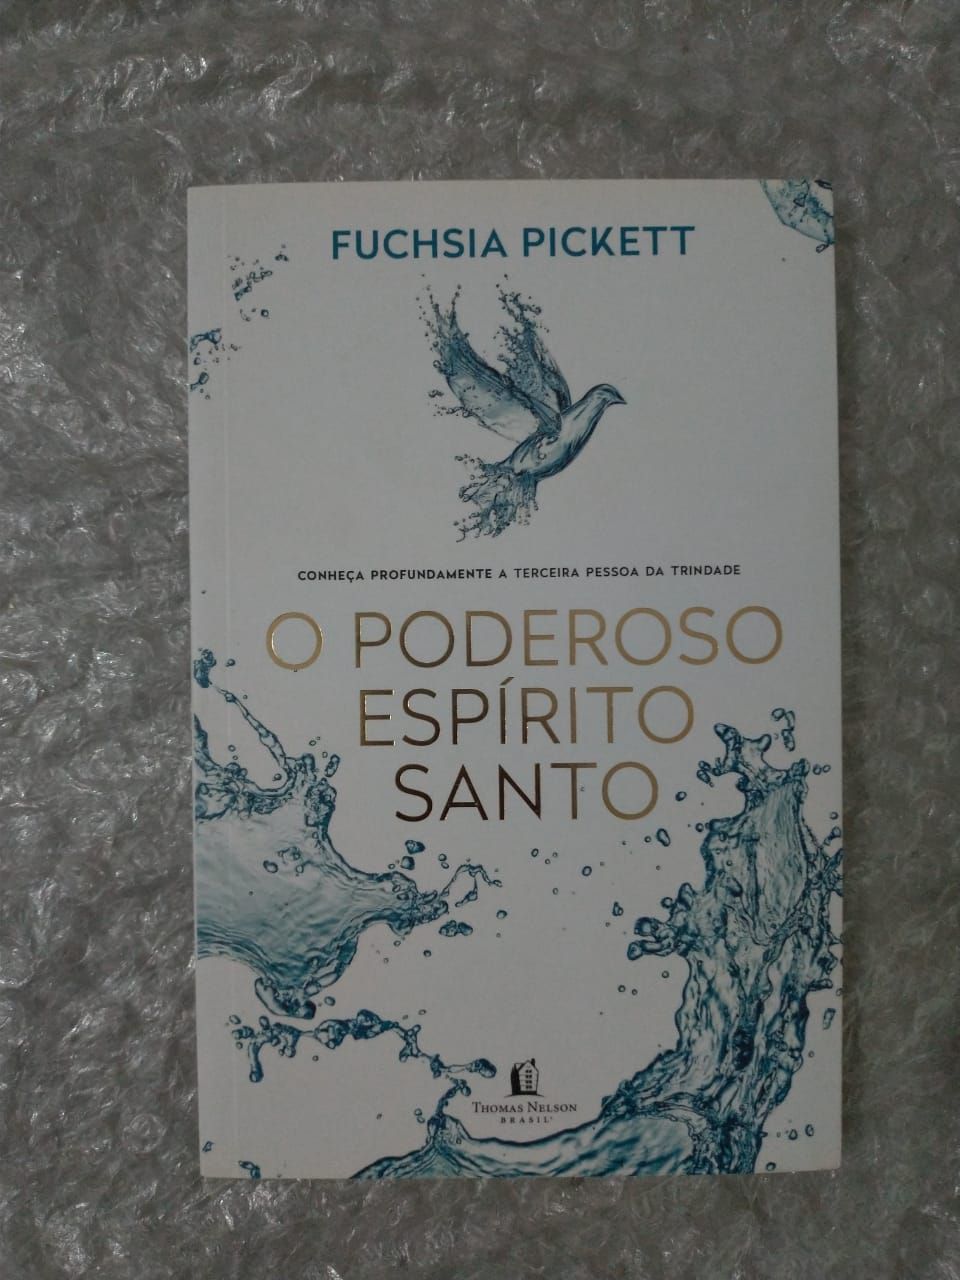 FUCHSIA PICKETT
CONHEÇA PROFUNDAMENTE A TERCEIRA PESSOA DA TRINDADE
O PODEROSO
ESPÍRITO
SANTO
THOMAS NELSON
BRASIL®